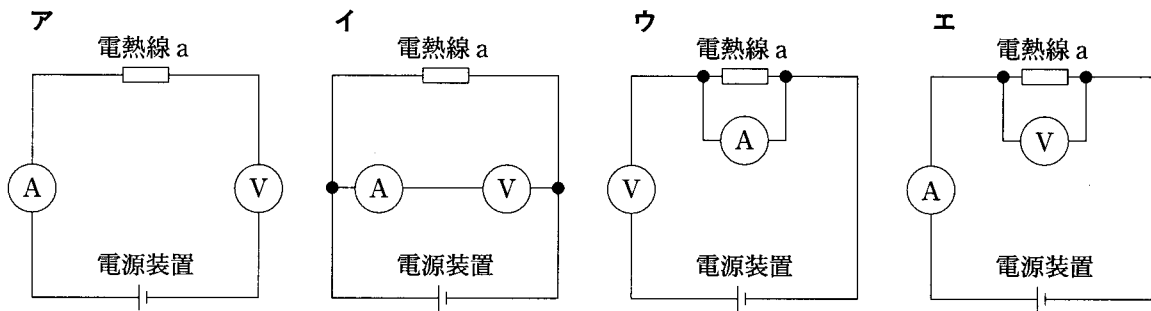 ア イ ウ エ
電熱線 a 電熱線 a 電熱線 a 電熱線 a
A V A V V A A V
電源装置 電源装置 電源装置 電源装置